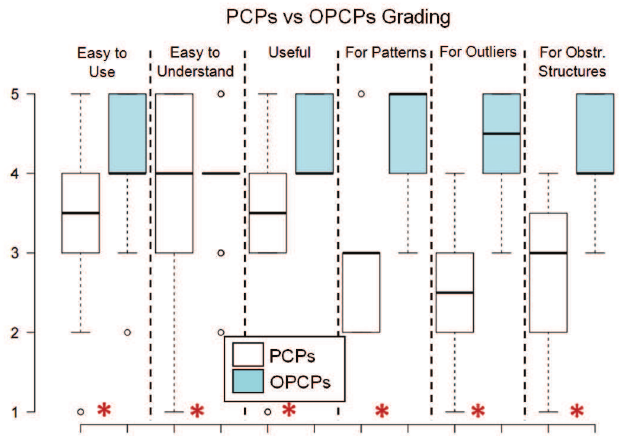 PCPs vs OPCPs Grading
Easy to
Use
Easy to
Understand
Useful
For Patterns
For Outliers
For Obstr.
Structures
5
4
3
2
1
PCPs
OPCPs
* * * * * *